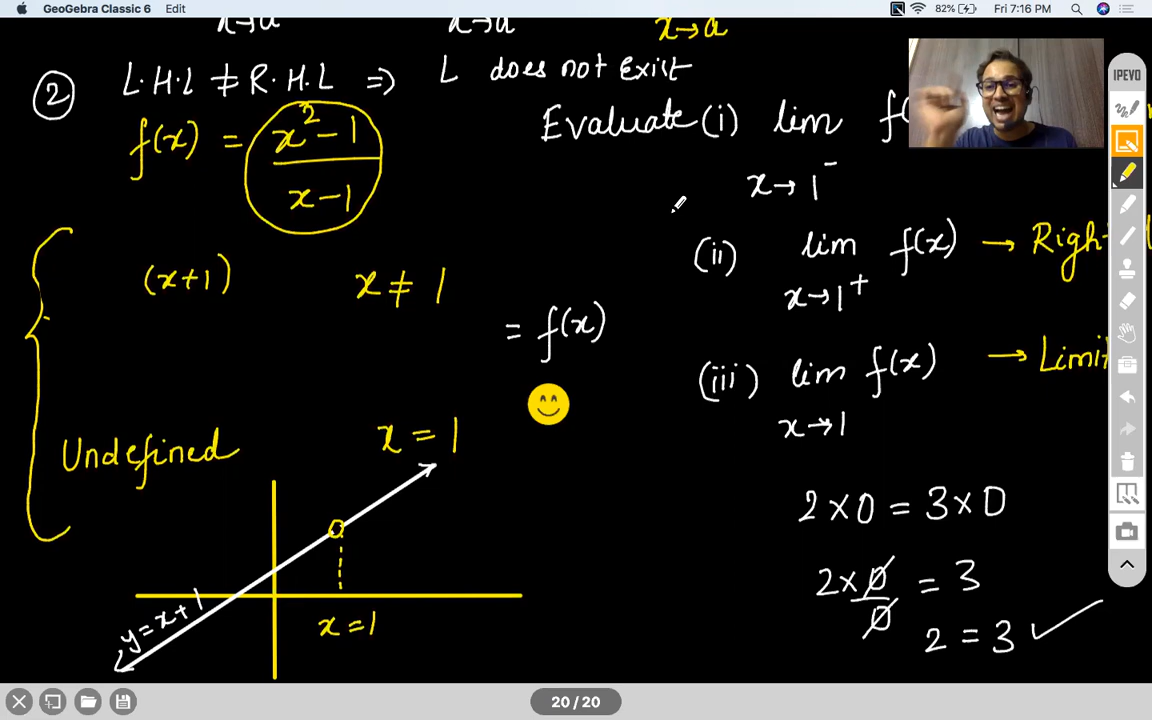 GeoGebra Classic 6 Edit 82% Fri 7:16 PM
x→a x→a x→a
② L.H.L ≠ R.H.L ⇒ L does not Exist
f(x) = x²-1 / x-1
Evaluate (i) lim x→1⁻
(x+1) x ≠ 1
(ii) lim x→1⁺ f(x) →
= f(x)
(iii) lim x→1 f(x) →
Undefined x = 1
2×0 = 3×0
2×0/0 = 3
2 = 3 ✓
y=x+1
x=1
IPEVO
20 / 20